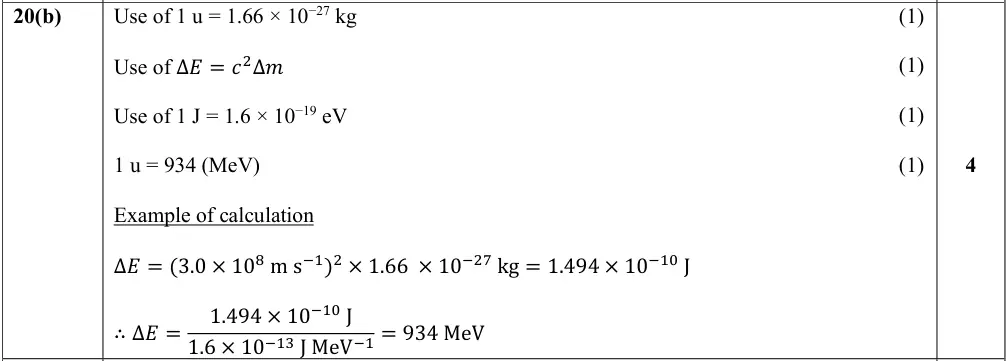 20(b) Use of 1 u = 1.66 × 10⁻²⁷ kg (1)
Use of Δ𝐸 = 𝑐²Δ𝑚 (1)
Use of 1 J = 1.6 × 10⁻¹⁹ eV (1)
1 u = 934 (MeV) (1) 4
Example of calculation
Δ𝐸 = (3.0 × 10⁸ m s⁻¹)² × 1.66 × 10⁻²⁷ kg = 1.494 × 10⁻¹⁰ J
1.494 × 10⁻¹⁰ J
∴ Δ𝐸 = ――― = 934 MeV
1.6 × 10⁻¹³ J MeV⁻¹